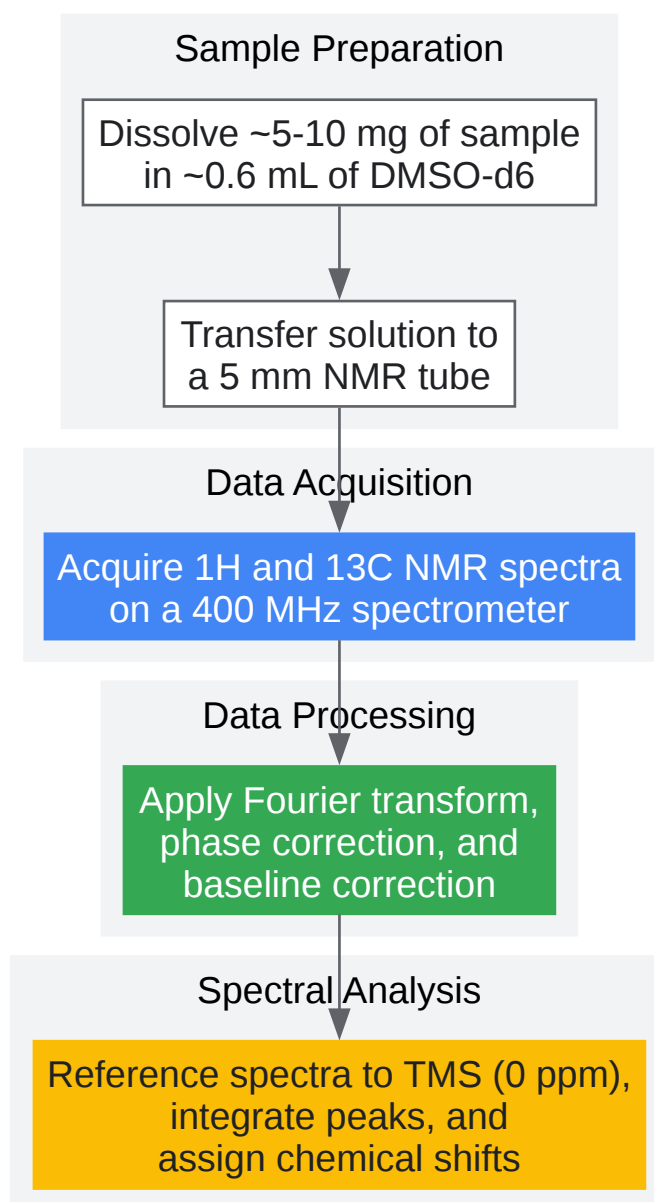 Sample Preparation
Dissolve ~5-10 mg of sample
in ~0.6 mL of DMSO-d6
Transfer solution to
a 5 mm NMR tube
Data Acquisition
Acquire 1H and 13C NMR spectra
on a 400 MHz spectrometer
Data Processing
Apply Fourier transform,
phase correction, and
baseline correction
Spectral Analysis
Reference spectra to TMS (0 ppm),
integrate peaks, and
assign chemical shifts